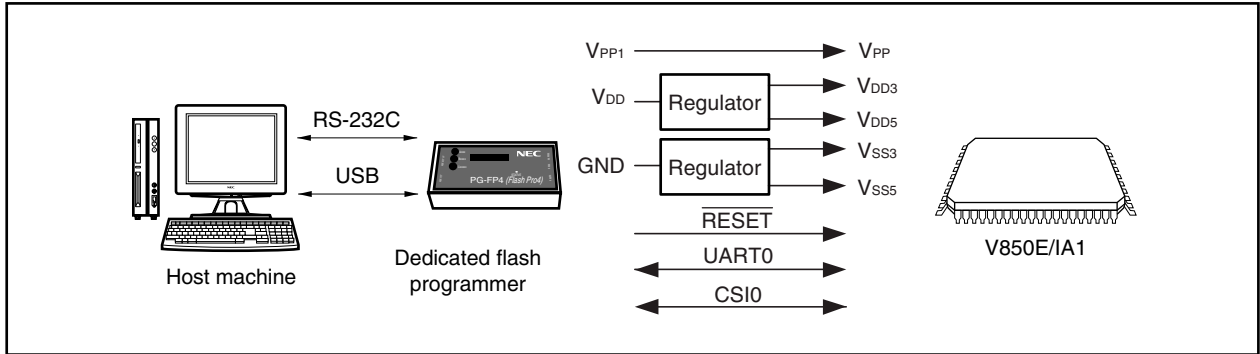 RS-232C
USB
Host machine
NEC
NEC
PG-FP4 (Flash Pro4)
Dedicated flash
programmer
VPP1
VPP
VDD
Regulator
VDD3
VDD5
GND
Regulator
VSS3
VSS5
RESET
UART0
CSI0
V850E/IA1